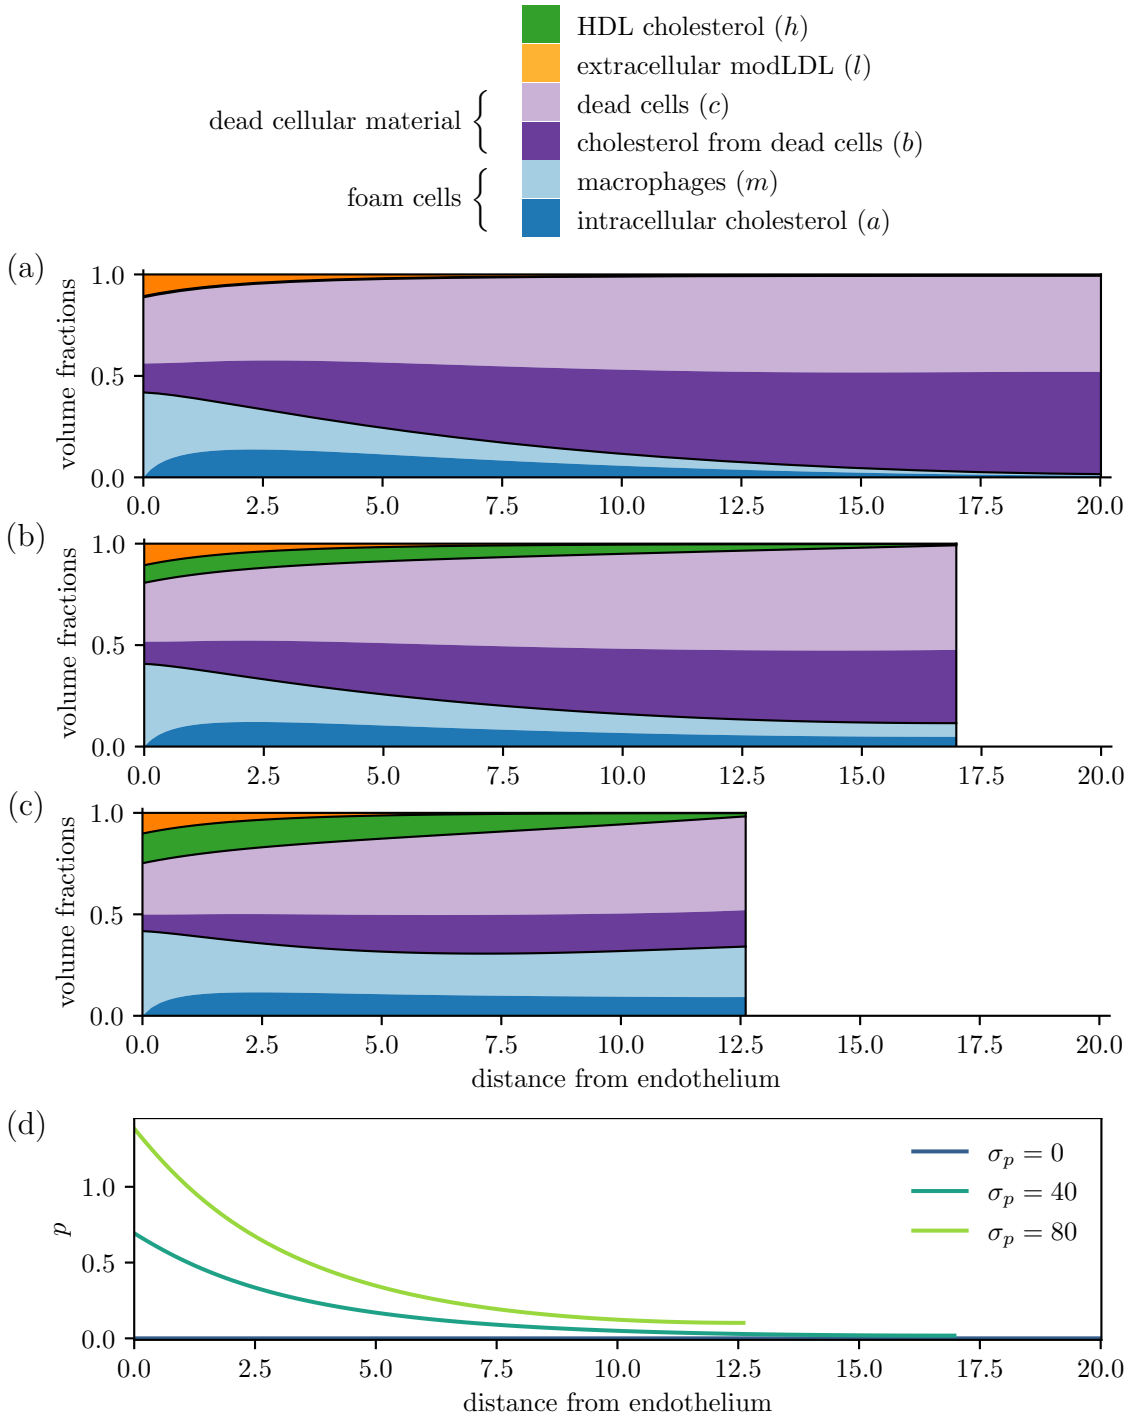 HDL cholesterol (h)
extracellular modLDL (l)
dead cells (c)
dead cellular material
cholesterol from dead cells (b)
macrophages (m)
foam cells
intracellular cholesterol (a)
(a)
volume fractions
1.0
0.5
0.0
0.0 2.5 5.0 7.5 10.0 12.5 15.0 17.5 20.0
(b)
volume fractions
1.0
0.5
0.0
0.0 2.5 5.0 7.5 10.0 12.5 15.0 17.5 20.0
(c)
volume fractions
1.0
0.5
0.0
0.0 2.5 5.0 7.5 10.0 12.5 15.0 17.5 20.0
distance from endothelium
(d)
p
1.0
0.5
0.0
σ_p = 0
σ_p = 40
σ_p = 80
0.0 2.5 5.0 7.5 10.0 12.5 15.0 17.5 20.0
distance from endothelium